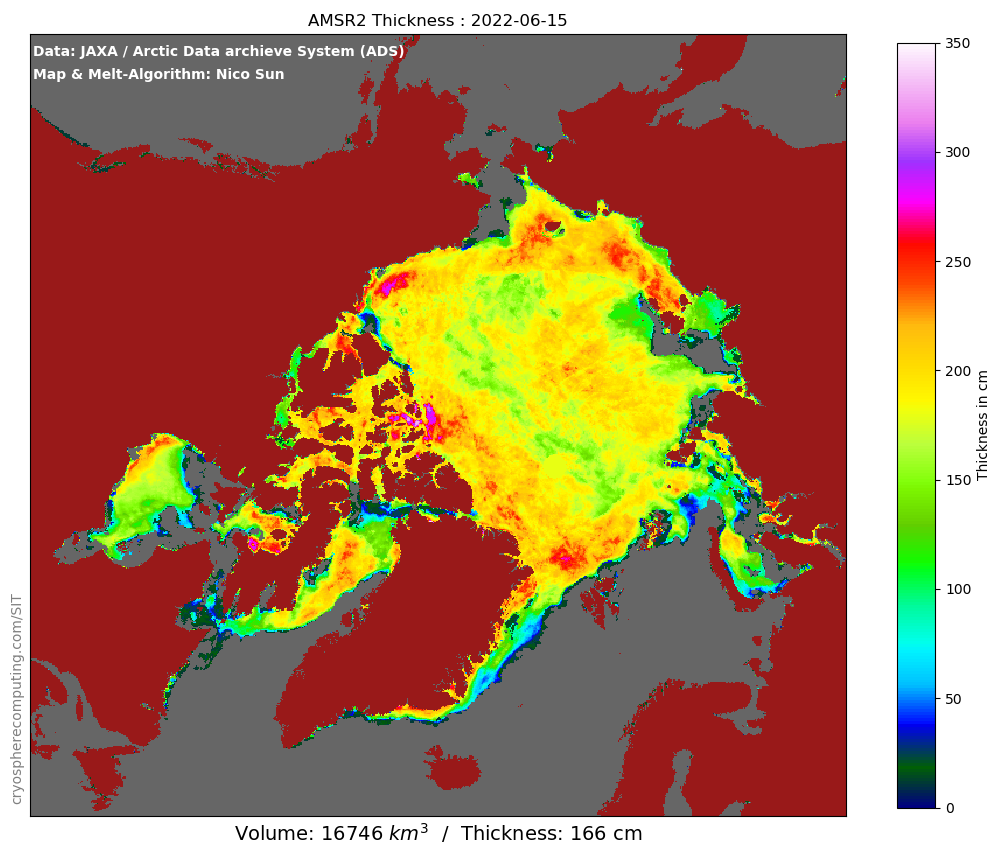 AMSR2 Thickness : 2022-06-15
Data: JAXA / Arctic Data archieve System (ADS)
Map & Melt-Algorithm: Nico Sun
350
300
250
200
150
100
50
0
Thickness in cm
cryospherecomputing.com/SIT
Volume: 16746 km³ / Thickness: 166 cm